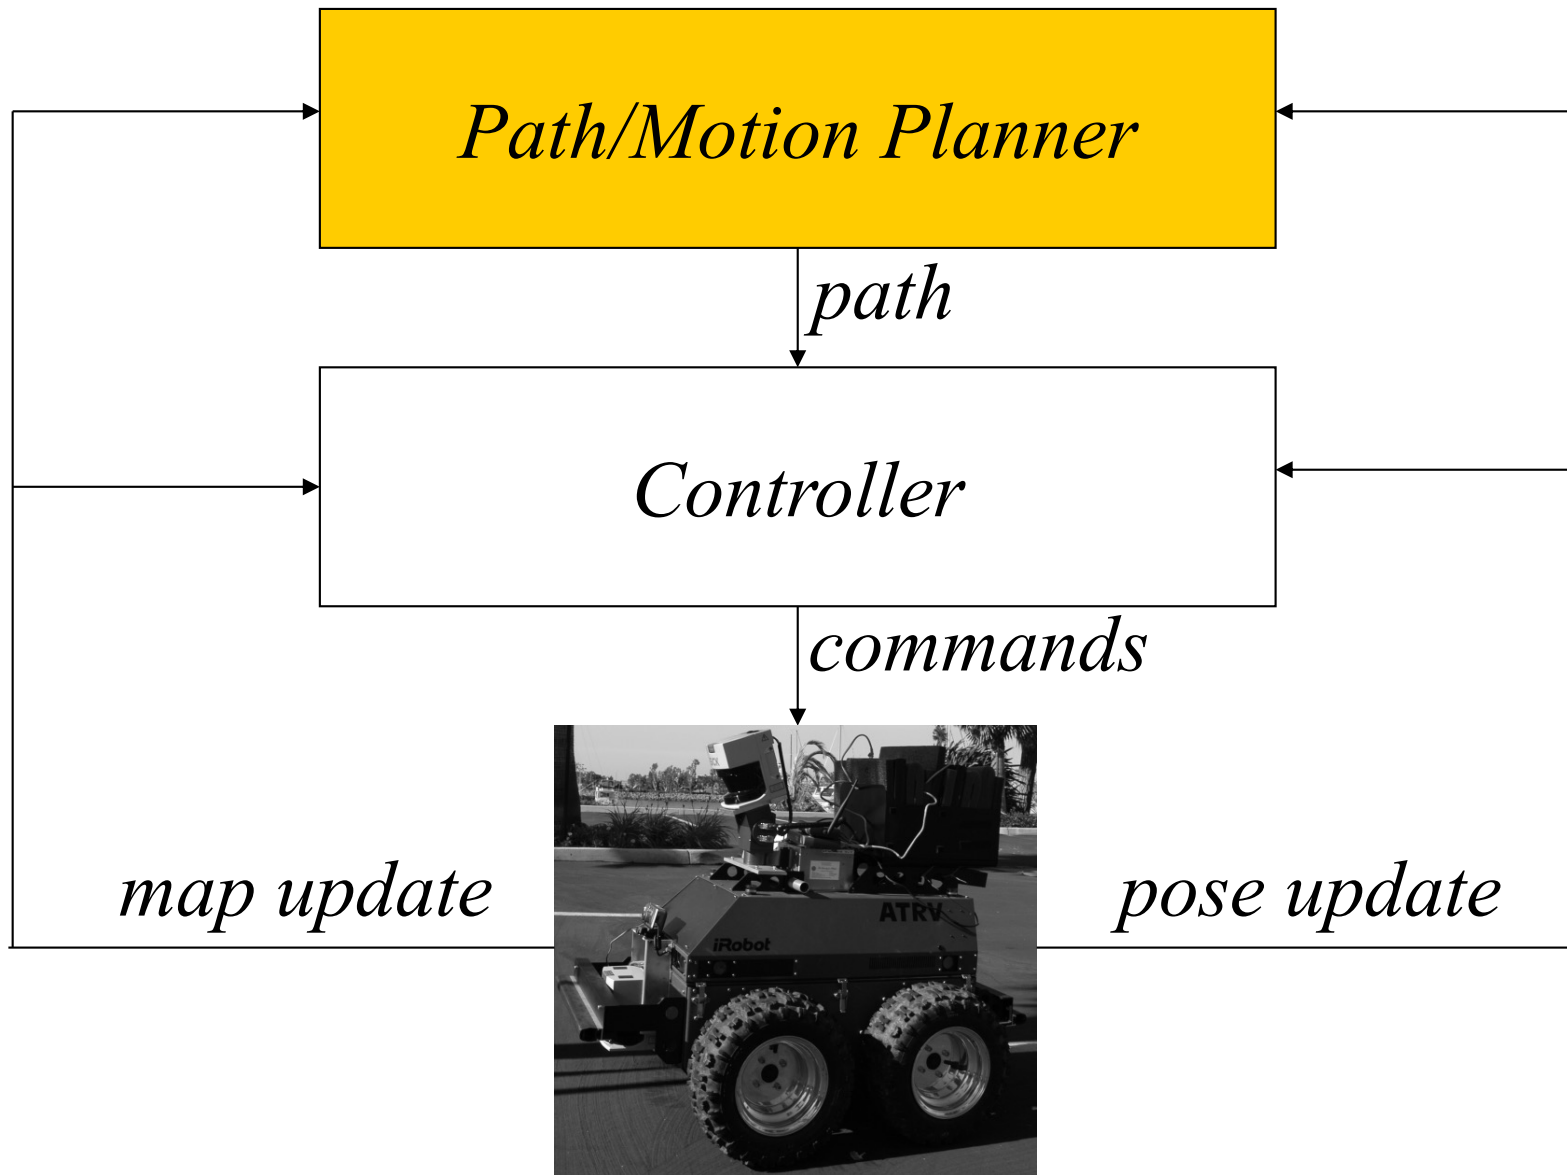 Path/Motion Planner
path
Controller
commands
map update
pose update
ATRV
iRobot